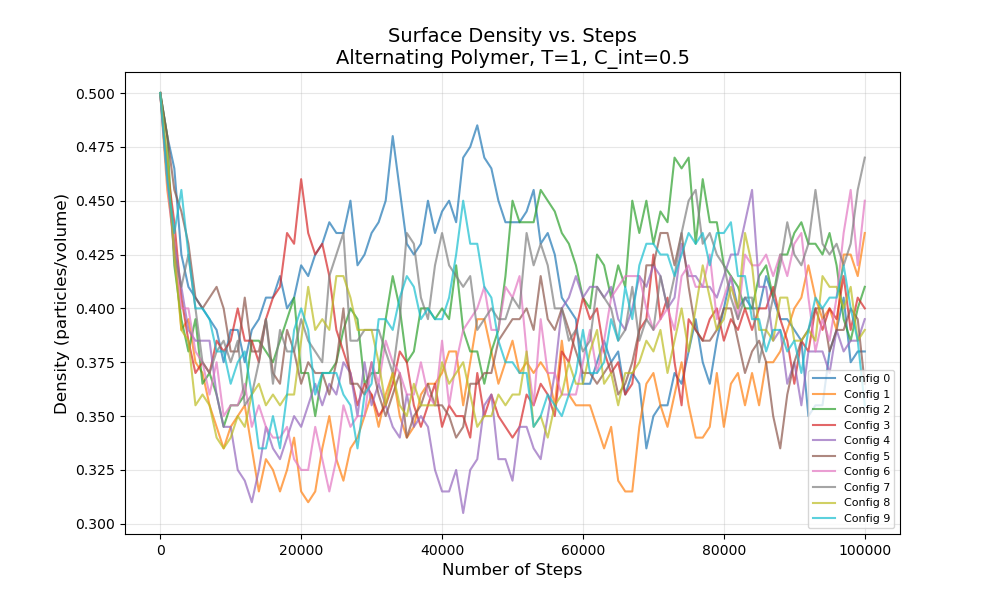 Surface Density vs. Steps
Alternating Polymer, T=1, C_int=0.5
Density (particles/volume)
0.500
0.475
0.450
0.425
0.400
0.375
0.350
0.325
0.300
0
20000
40000
60000
80000
100000
Number of Steps
Config 0
Config 1
Config 2
Config 3
Config 4
Config 5
Config 6
Config 7
Config 8
Config 9